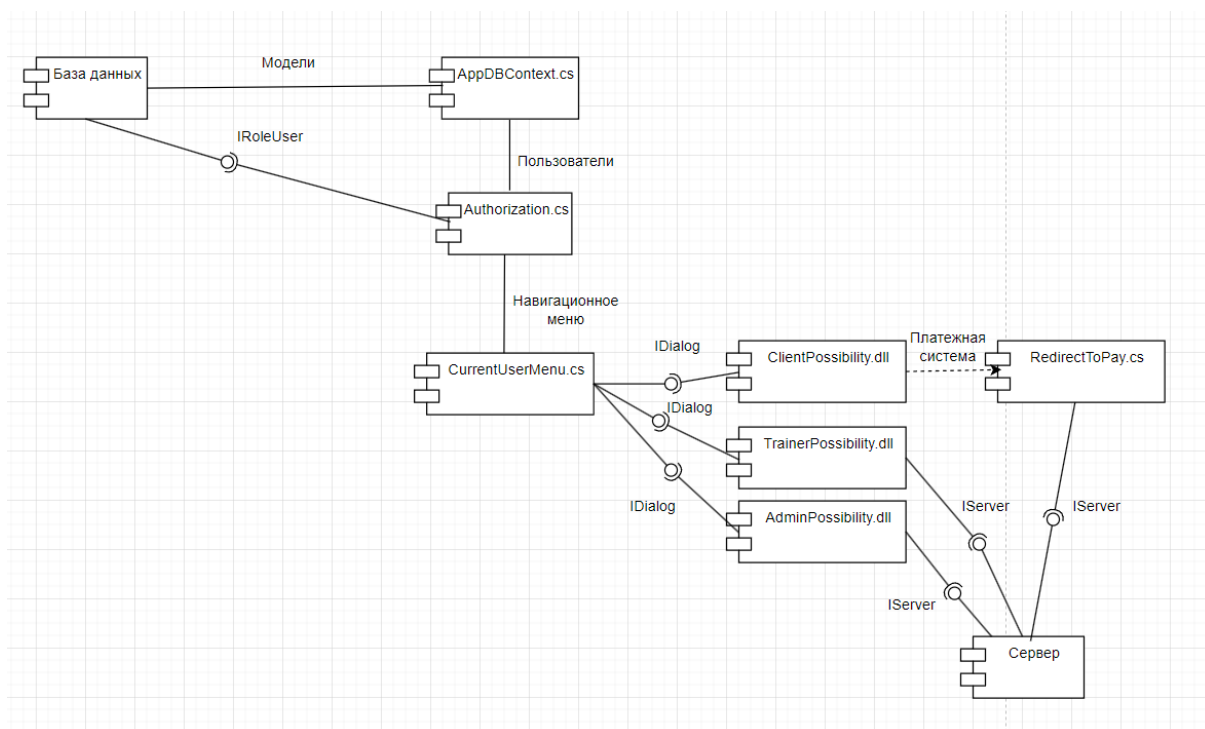 Модели
База данных
AppDBContext.cs
IRoleUser
Пользователи
Authorization.cs
Навигационное
меню
IDialog
Платежная
система
CurrentUserMenu.cs
ClientPossibility.dll
RedirectToPay.cs
IDialog
TrainerPossibility.dll
IDialog
AdminPossibility.dll
IServer
IServer
IServer
Сервер